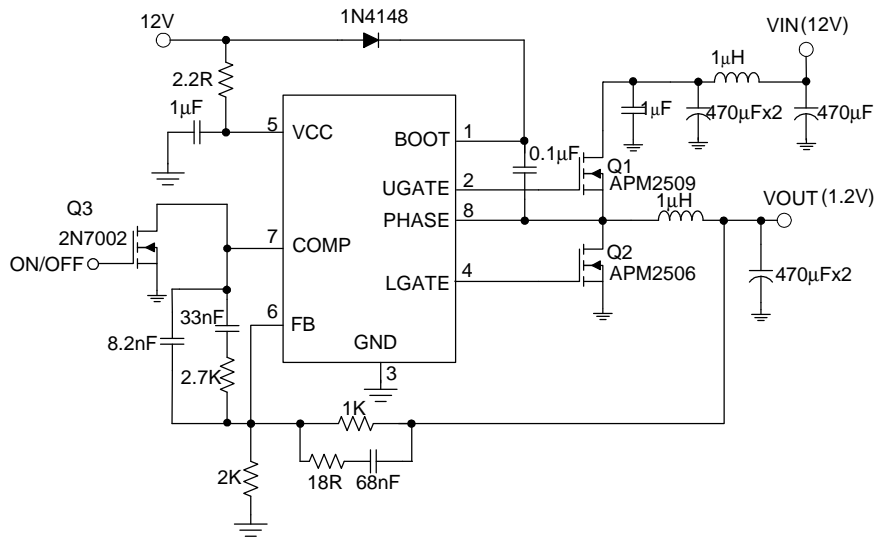 1N4148
12V
VIN (12V)
2.2R
1µH
1µF
5
VCC
BOOT
1
1µF
470µFx2
470µF
0.1µF
Q1
APM2509
UGATE
2
PHASE
8
1µH
VOUT (1.2V)
Q3
2N7002
ON/OFF
7
COMP
Q2
APM2506
LGATE
4
470µFx2
33nF
6
FB
8.2nF
GND
3
2.7K
1K
2K
18R
68nF